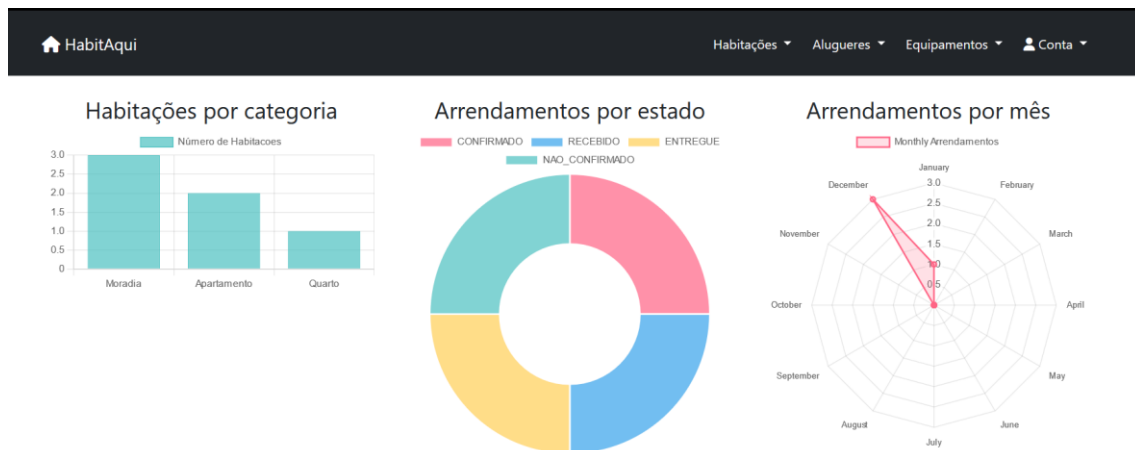 HabitAqui
Habitações
Alugueres
Equipamentos
Conta
Habitações por categoria
Número de Habitacoes
3.0
2.5
2.0
1.5
1.0
0.5
0
Moradia
Apartamento
Quarto
Arrendamentos por estado
CONFIRMADO
RECEBIDO
ENTREGUE
NAO_CONFIRMADO
Arrendamentos por mês
Monthly Arrendamentos
January
February
March
April
May
June
July
August
September
October
November
December
3.0
2.5
2.0
1.5
1.0
0.5